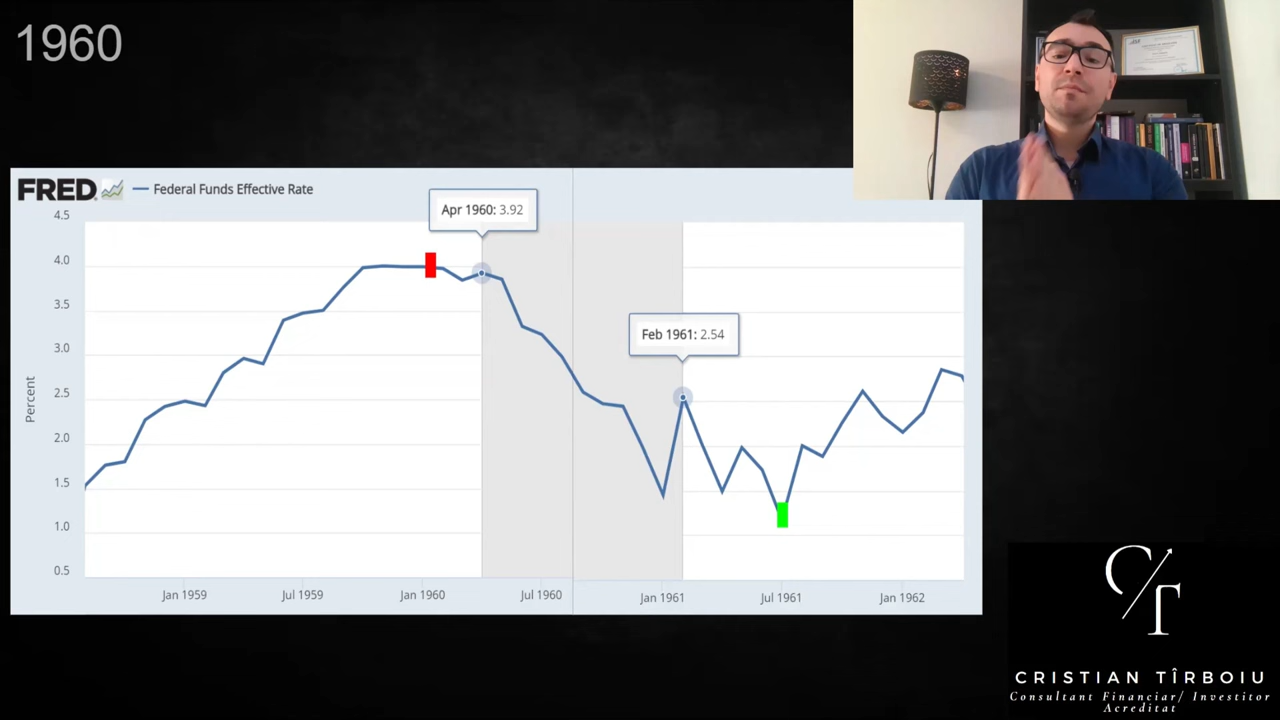 1960
FRED
Federal Funds Effective Rate
Apr 1960: 3.92
Feb 1961: 2.54
Percent
4.5
4.0
3.5
3.0
2.5
2.0
1.5
1.0
0.5
Jan 1959
Jul 1959
Jan 1960
Jul 1960
Jan 1961
Jul 1961
Jan 1962
CT
CRISTIAN TÎRBOIU
Consultant Financiar/ Investitor
Acreditat